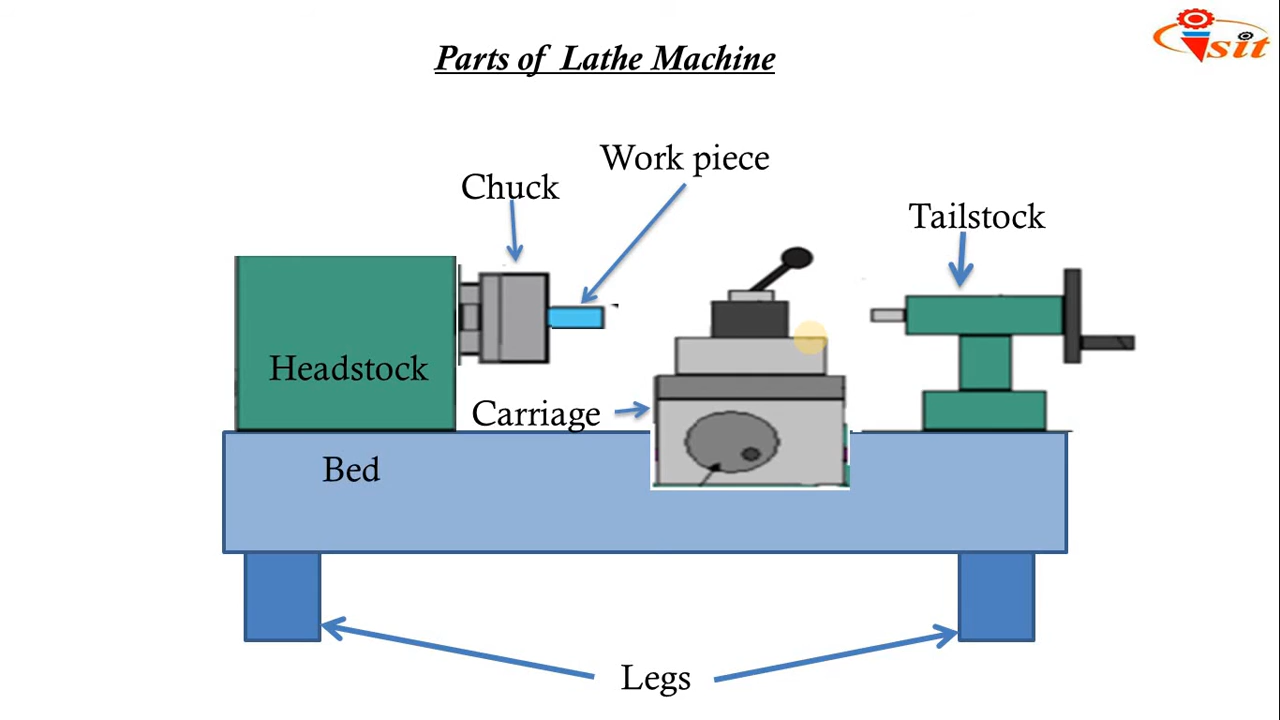 Parts of Lathe Machine
sit
Work piece
Chuck
Tailstock
Headstock
Carriage
Bed
Legs